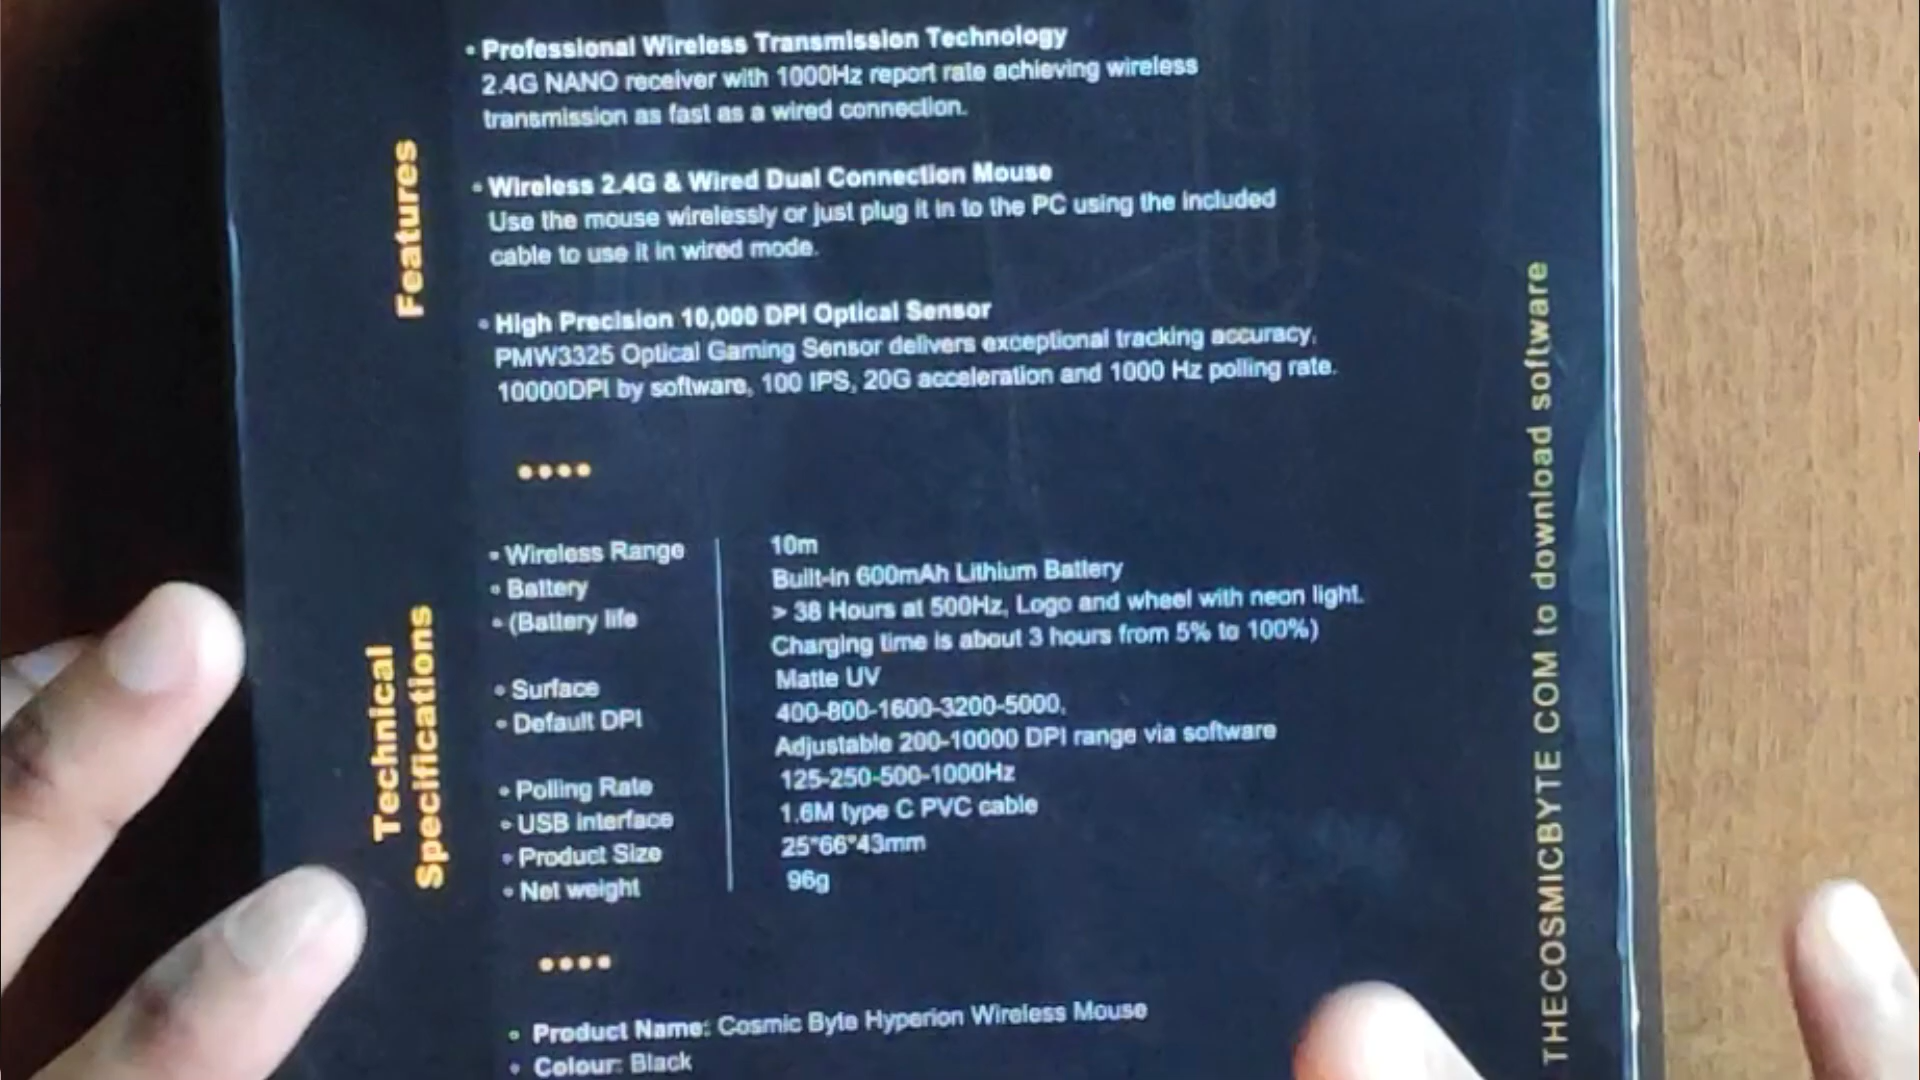 Features
• Professional Wireless Transmission Technology
2.4G NANO receiver with 1000Hz report rate achieving wireless
transmission as fast as a wired connection.
• Wireless 2.4G & Wired Dual Connection Mouse
Use the mouse wirelessly or just plug it in to the PC using the included
cable to use it in wired mode.
• High Precision 10,000 DPI Optical Sensor
PMW3325 Optical Gaming Sensor delivers exceptional tracking accuracy,
10000DPI by software, 100 IPS, 20G acceleration and 1000 Hz polling rate.
Technical
Specifications
• Wireless Range 10m
• Battery Built-in 600mAh Lithium Battery
• (Battery life > 38 Hours at 500Hz, Logo and wheel with neon light.
Charging time is about 3 hours from 5% to 100%)
• Surface Matte UV
• Default DPI 400-800-1600-3200-5000,
Adjustable 200-10000 DPI range via software
• Polling Rate 125-250-500-1000Hz
• USB interface 1.6M type C PVC cable
• Product Size 25*66*43mm
• Net weight 96g
• Product Name: Cosmic Byte Hyperion Wireless Mouse
• Colour: Black
THECOSMICBYTE.COM to download software